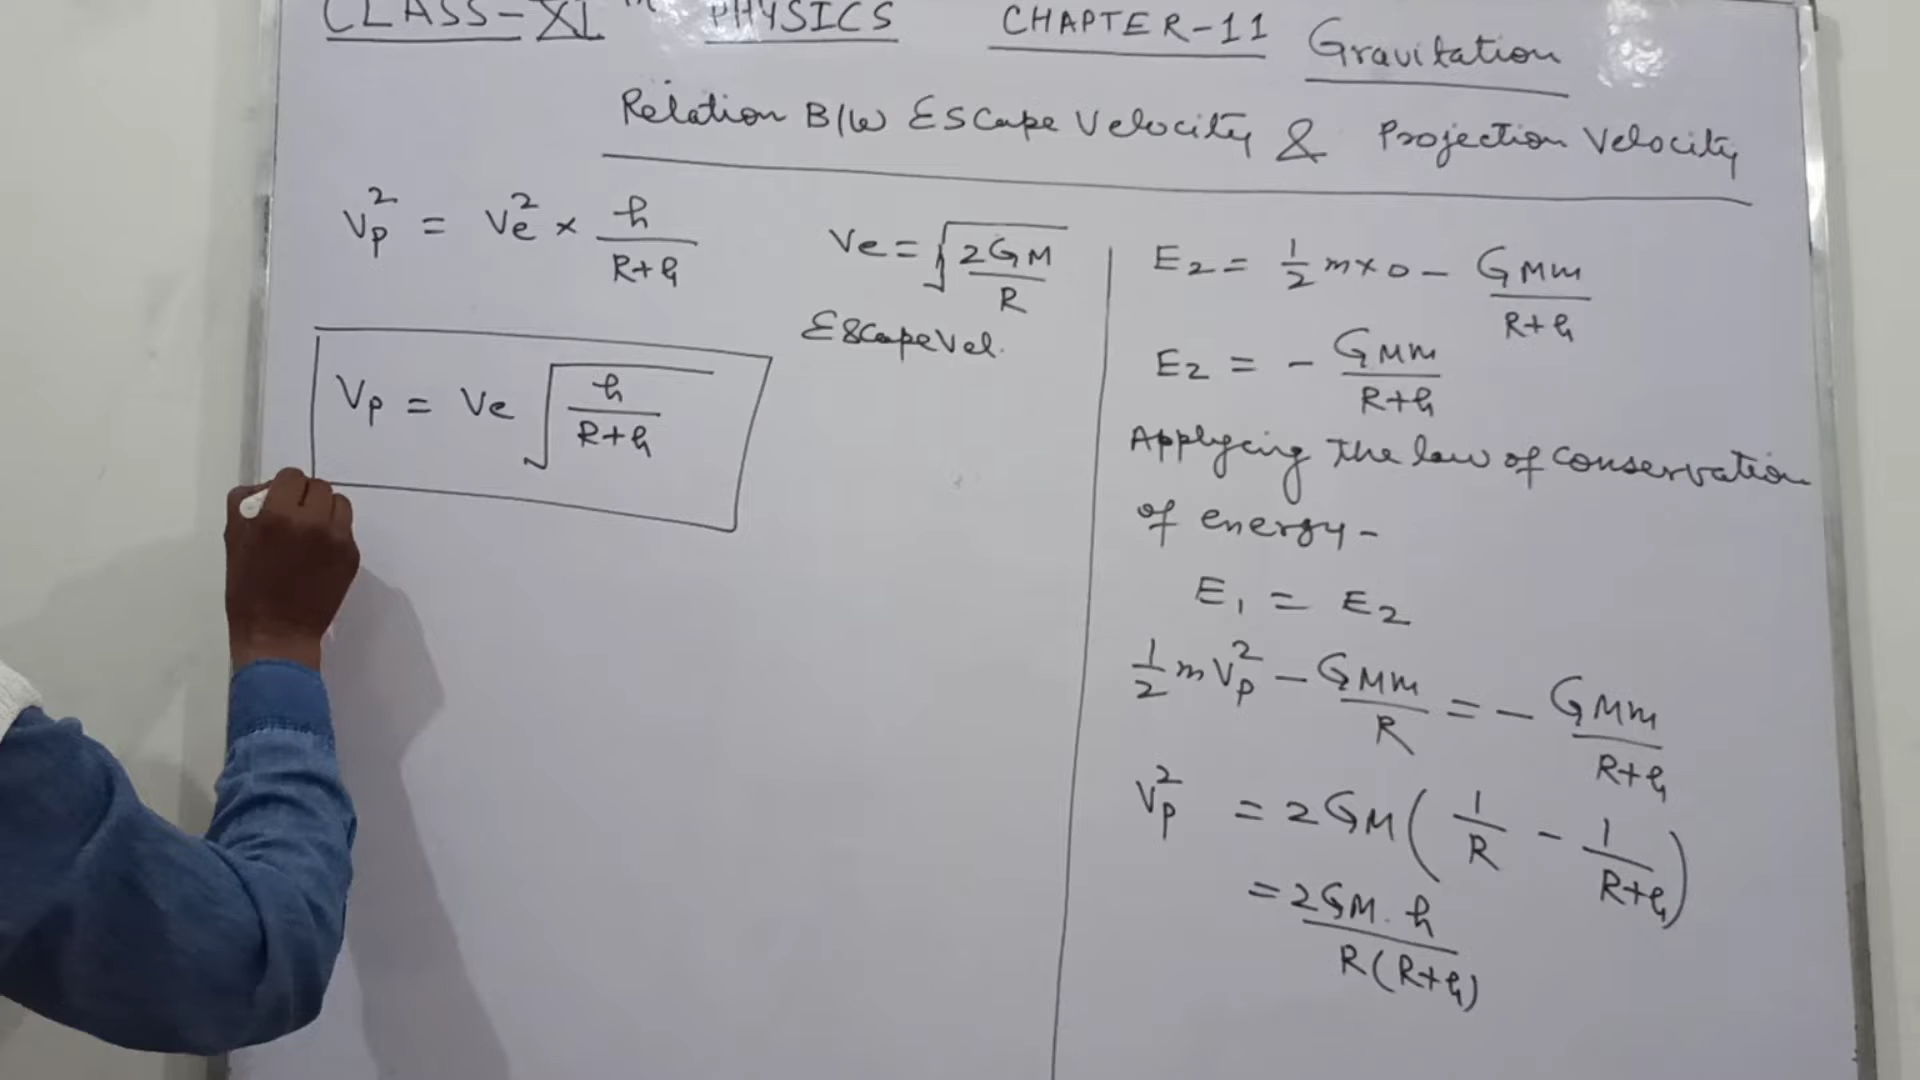 CLASS-XI PHYSICS CHAPTER-11 Gravitation
Relation B/W Escape Velocity & Projection Velocity
Vp² = Ve² × h/(R+h)
Vp = Ve √(h/(R+h))
Ve = √(2GM/R)
Escape Vel.
E2 = 1/2 m×0 - GMm/(R+h)
E2 = - GMm/(R+h)
Applycing the law of conservation
of energy-
E1 = E2
1/2 mVp² - GMm/R = - GMm/(R+h)
Vp² = 2GM(1/R - 1/(R+h))
= 2GM.h/R(R+h)